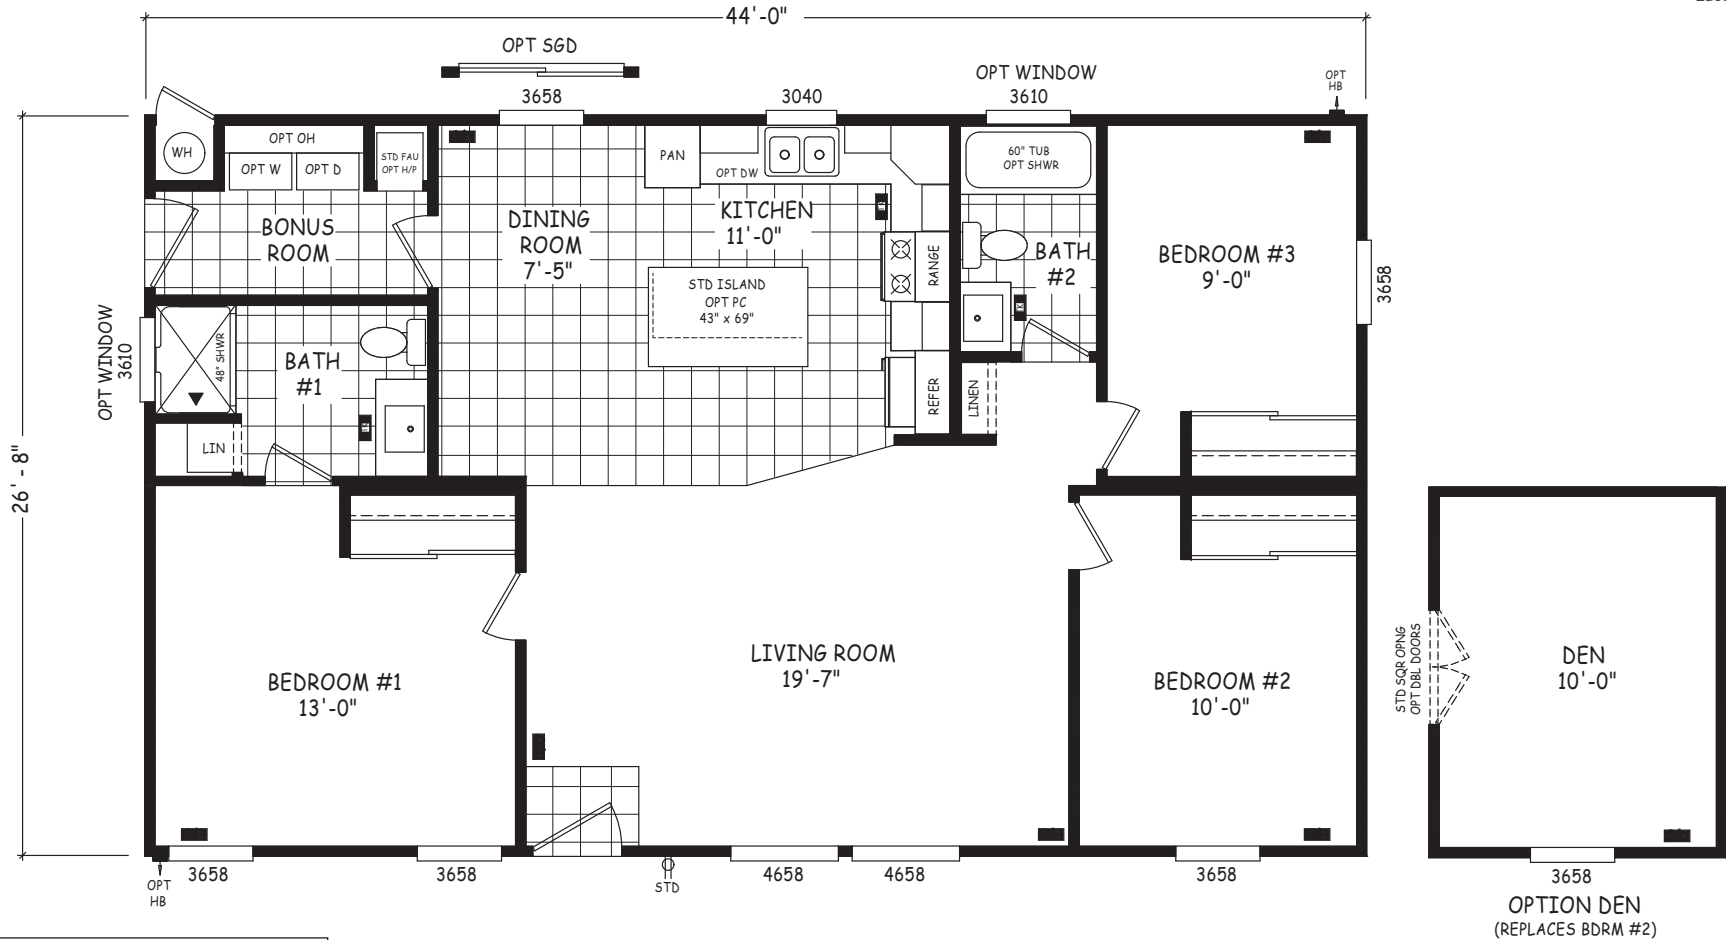 44'-0"
OPT SGD
OPT WINDOW
OPT
HB
3658
3040
3610
WH
OPT OH
OPT W
OPT D
STD FAU
OPT H/P
PAN
OPT DW
60" TUB
OPT SHWR
BONUS
ROOM
DINING
ROOM
7'-5"
KITCHEN
11'-0"
RANGE
BATH
#2
BEDROOM #3
9'-0"
3658
STD ISLAND
OPT PC
43" x 69"
OPT WINDOW
3610
48" SHWR
BATH
#1
REFER
LINEN
LIN
26' - 8"
BEDROOM #1
13'-0"
LIVING ROOM
19'-7"
BEDROOM #2
10'-0"
STD SQR OPNG
OPT DBL DOORS
DEN
10'-0"
OPT
HB
3658
3658
STD
4658
4658
3658
3658
OPTION DEN
(REPLACES BDRM #2)